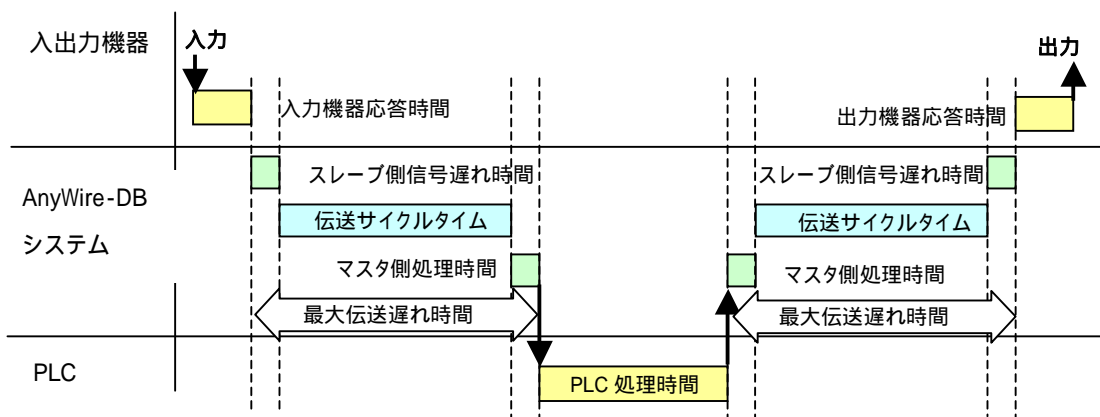 入出力機器
入力
出力
入力機器応答時間
出力機器応答時間
AnyWire-DB
システム
スレーブ側信号遅れ時間
スレーブ側信号遅れ時間
伝送サイクルタイム
伝送サイクルタイム
マスタ側処理時間
マスタ側処理時間
最大伝送遅れ時間
最大伝送遅れ時間
PLC
PLC 処理時間